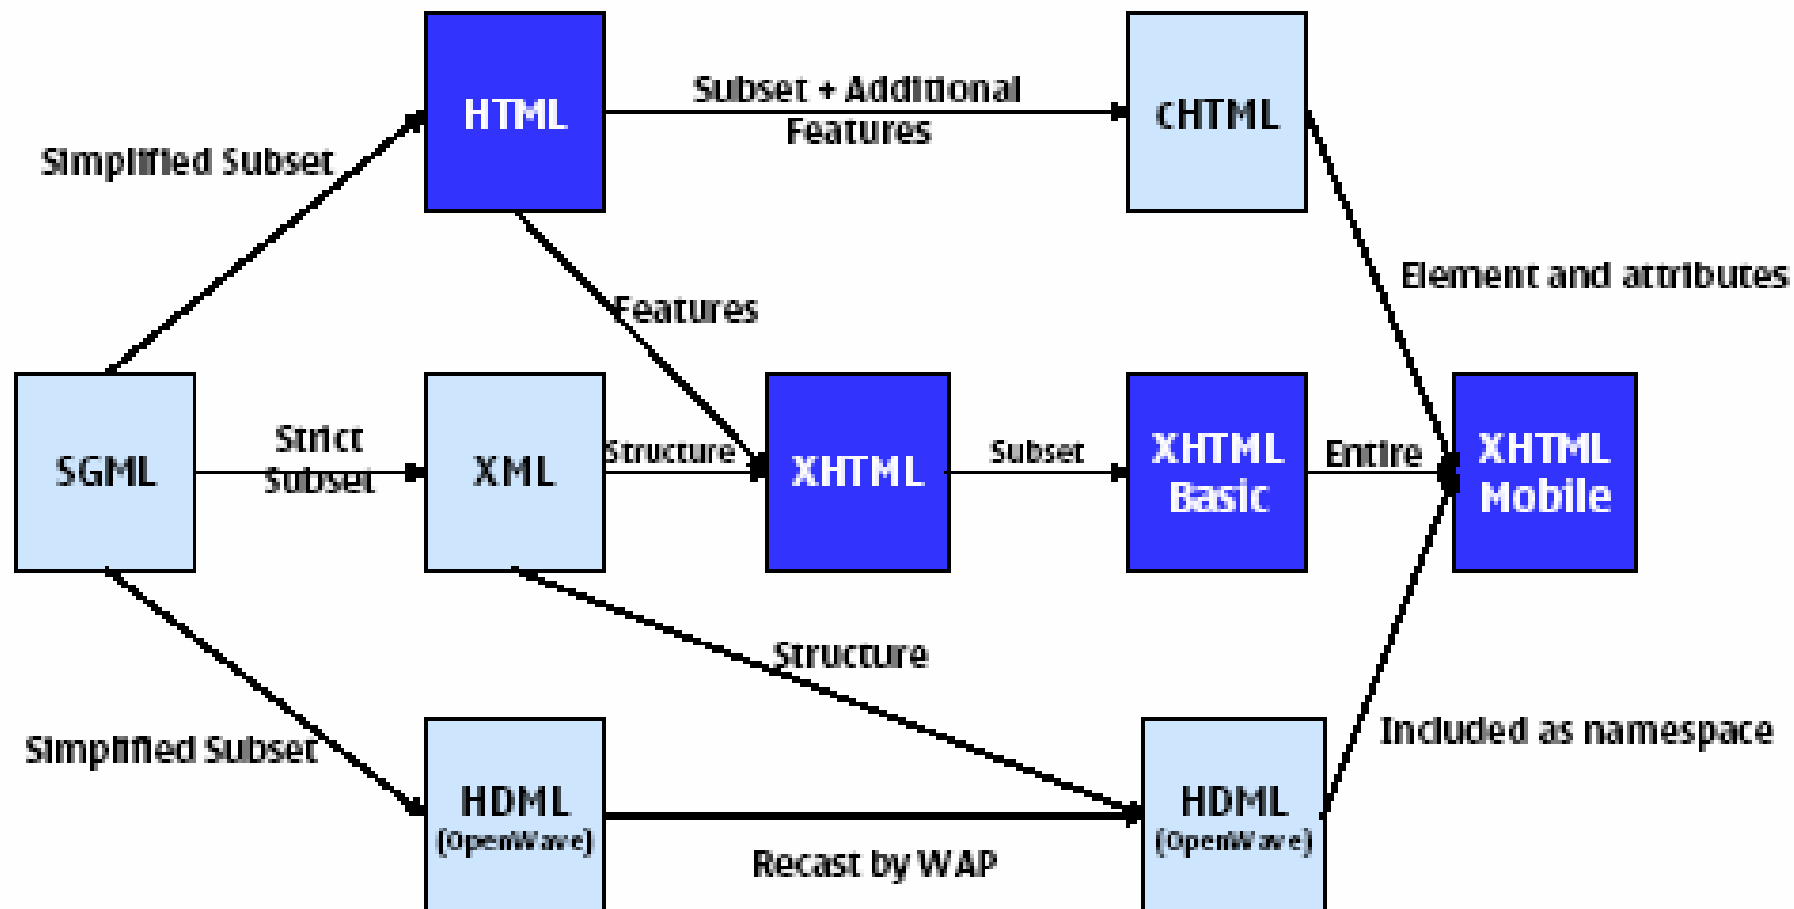 HTML
Subset + Additional
Features
cHTML
Simplified Subset
Element and attributes
Features
SGML
Strict
Subset
XML
Structure
XHTML
Subset
XHTML
Basic
Entire
XHTML
Mobile
Structure
Simplified Subset
HDML
(OpenWave)
Recast by WAP
HDML
(OpenWave)
Included as namespace